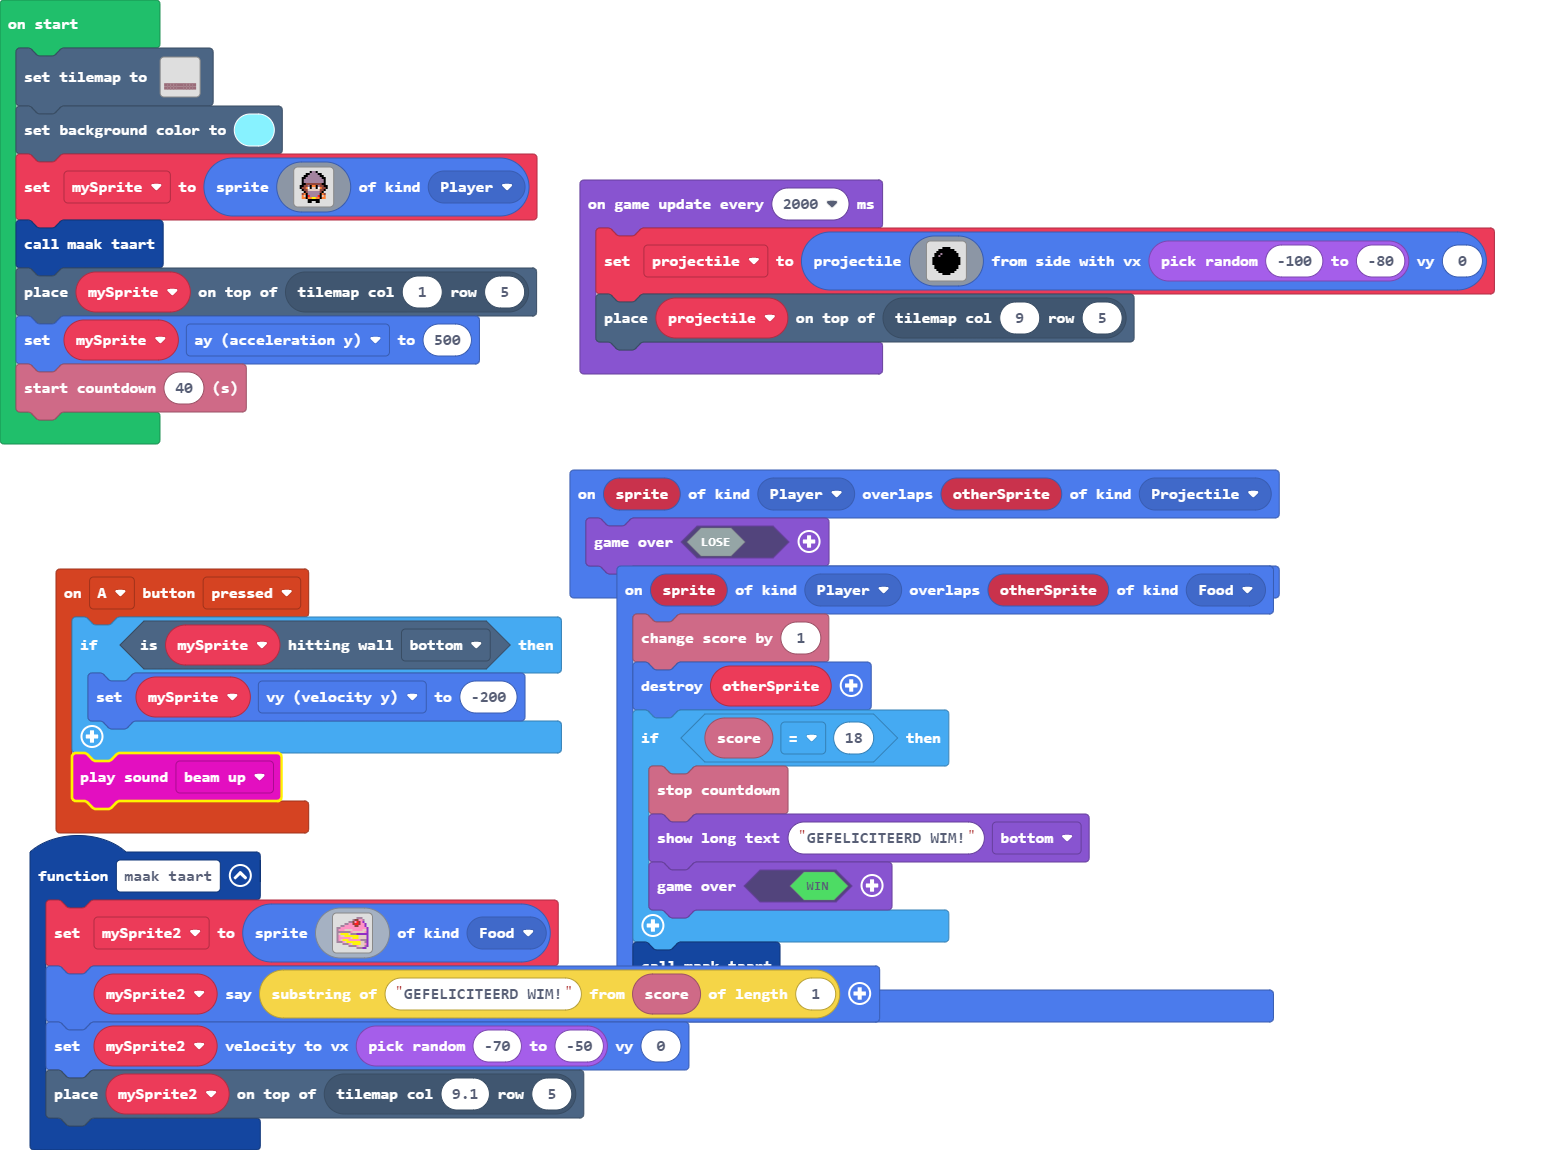 on start
set tilemap to
set background color to
set mySprite to sprite of kind Player
call maak taart
place mySprite on top of tilemap col 1 row 5
set mySprite ay (acceleration y) to 500
start countdown 40 (s)
on game update every 2000 ms
set projectile to projectile from side with vx pick random -100 to -80 vy 0
place projectile on top of tilemap col 9 row 5
on sprite of kind Player overlaps otherSprite of kind Projectile
game over LOSE
on A button pressed
if is mySprite hitting wall bottom then
set mySprite vy (velocity y) to -200
play sound beam up
on sprite of kind Player overlaps otherSprite of kind Food
change score by 1
destroy otherSprite
if score = 18 then
stop countdown
show long text "GEFELICITEERD WIM!" bottom
game over WIN
call maak taart
function maak taart
set mySprite2 to sprite of kind Food
mySprite2 say substring of "GEFELICITEERD WIM!" from score of length 1
set mySprite2 velocity to vx pick random -70 to -50 vy 0
place mySprite2 on top of tilemap col 9.1 row 5